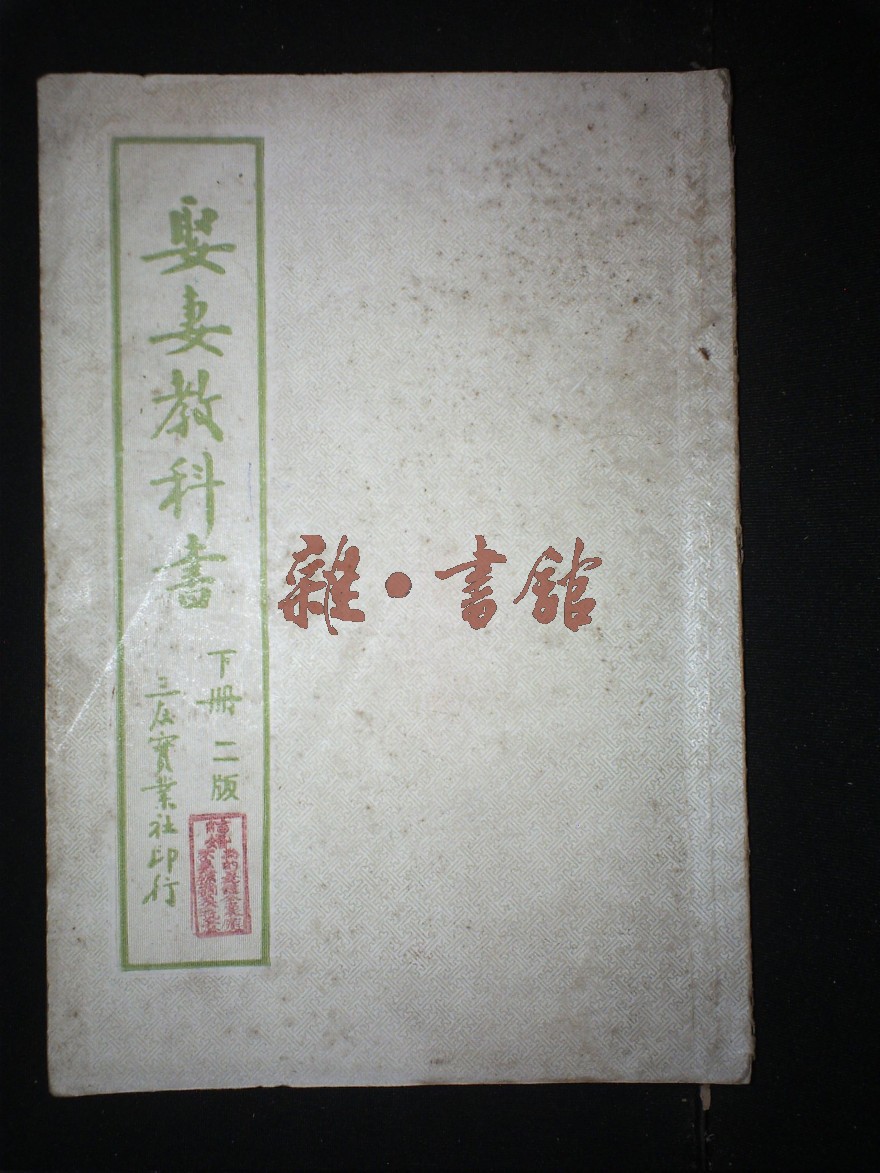 娶妻教科書
下冊 二版
三友實業社印行
雜·書館